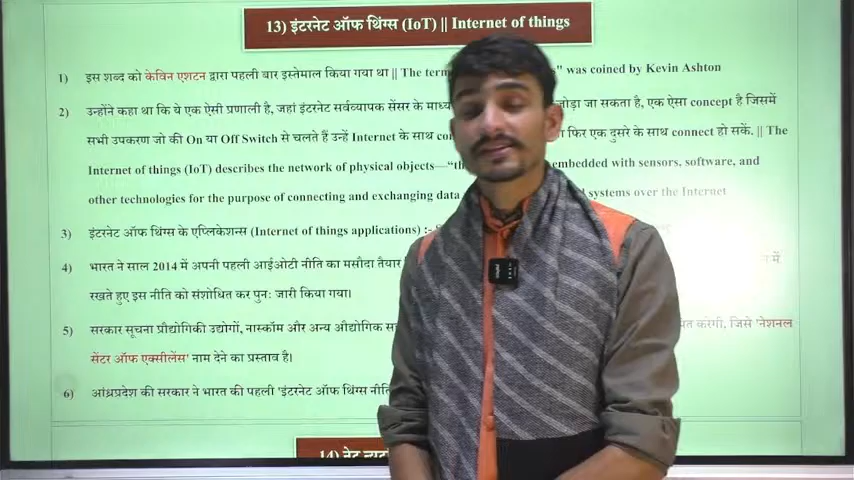 13) इंटरनेट ऑफ थिंग्स (IoT) || Internet of things
1) इस शब्द को केविन एशटन द्वारा पहली बार इस्तेमाल किया गया था || The term " was coined by Kevin Ashton
2) उन्होंने कहा था कि ये एक ऐसी प्रणाली है, जहां इंटरनेट सर्वव्यापक सेंसर के जोड़ा जा सकता है, एक ऐसा concept है जिसमें
सभी उपकरण जो की On या Off Switch से चलते हैं उन्हें Internet के साथ फिर एक दुसरे के साथ connect हो सकें. || The
Internet of things (IoT) describes the network of physical objects—“ embedded with sensors, software, and
other technologies for the purpose of connecting and exchanging data systems over the Internet
3) इंटरनेट ऑफ थिंग्स के एप्लिकेशन्स (Internet of things applications) :-
4) भारत ने साल 2014 में अपनी पहली आईओटी नीति का मसौदा तैयार में
रखते हुए इस नीति को संशोधित कर पुनः जारी किया गया।
5) सरकार सूचना प्रौद्योगिकी उद्योगों, नास्कॉम और अन्य औद्योगिक करेगी, जिसे 'नेशनल
सेंटर ऑफ एक्सीलेंस' नाम देने का प्रस्ताव है।
6) आंध्रप्रदेश की सरकार ने भारत की पहली 'इंटरनेट ऑफ थिंग्स
14) नेट